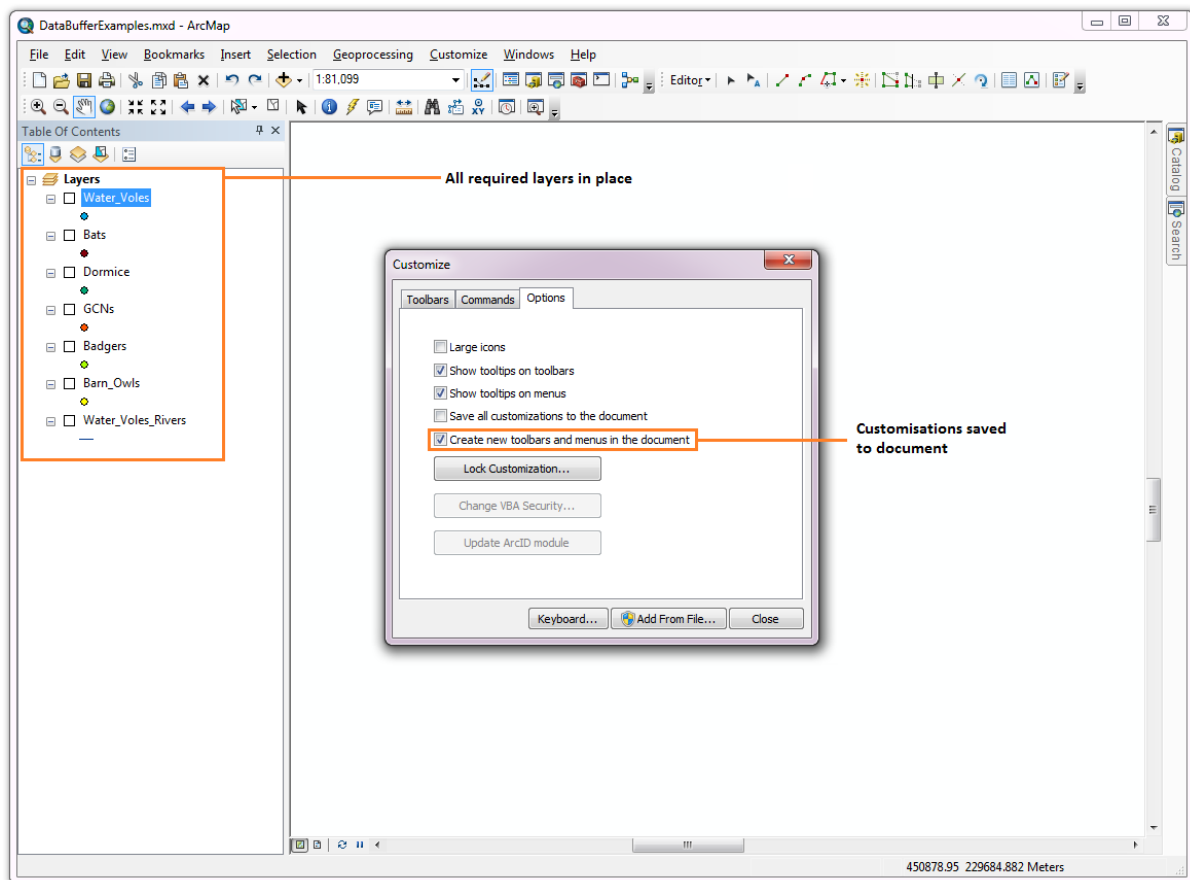 DataBufferExamples.mxd - ArcMap
File Edit View Bookmarks Insert Selection Geoprocessing Customize Windows Help
1:81,099
Editor
Table Of Contents
Layers
Water_Voles
Bats
Dormice
GCNs
Badgers
Barn_Owls
Water_Voles_Rivers
All required layers in place
Customize
Toolbars Commands Options
Large icons
Show tooltips on toolbars
Show tooltips on menus
Save all customizations to the document
Create new toolbars and menus in the document
Lock Customization...
Change VBA Security...
Update ArcID module
Keyboard... Add From File... Close
Customisations saved
to document
Catalog
Search
450878.95 229684.882 Meters